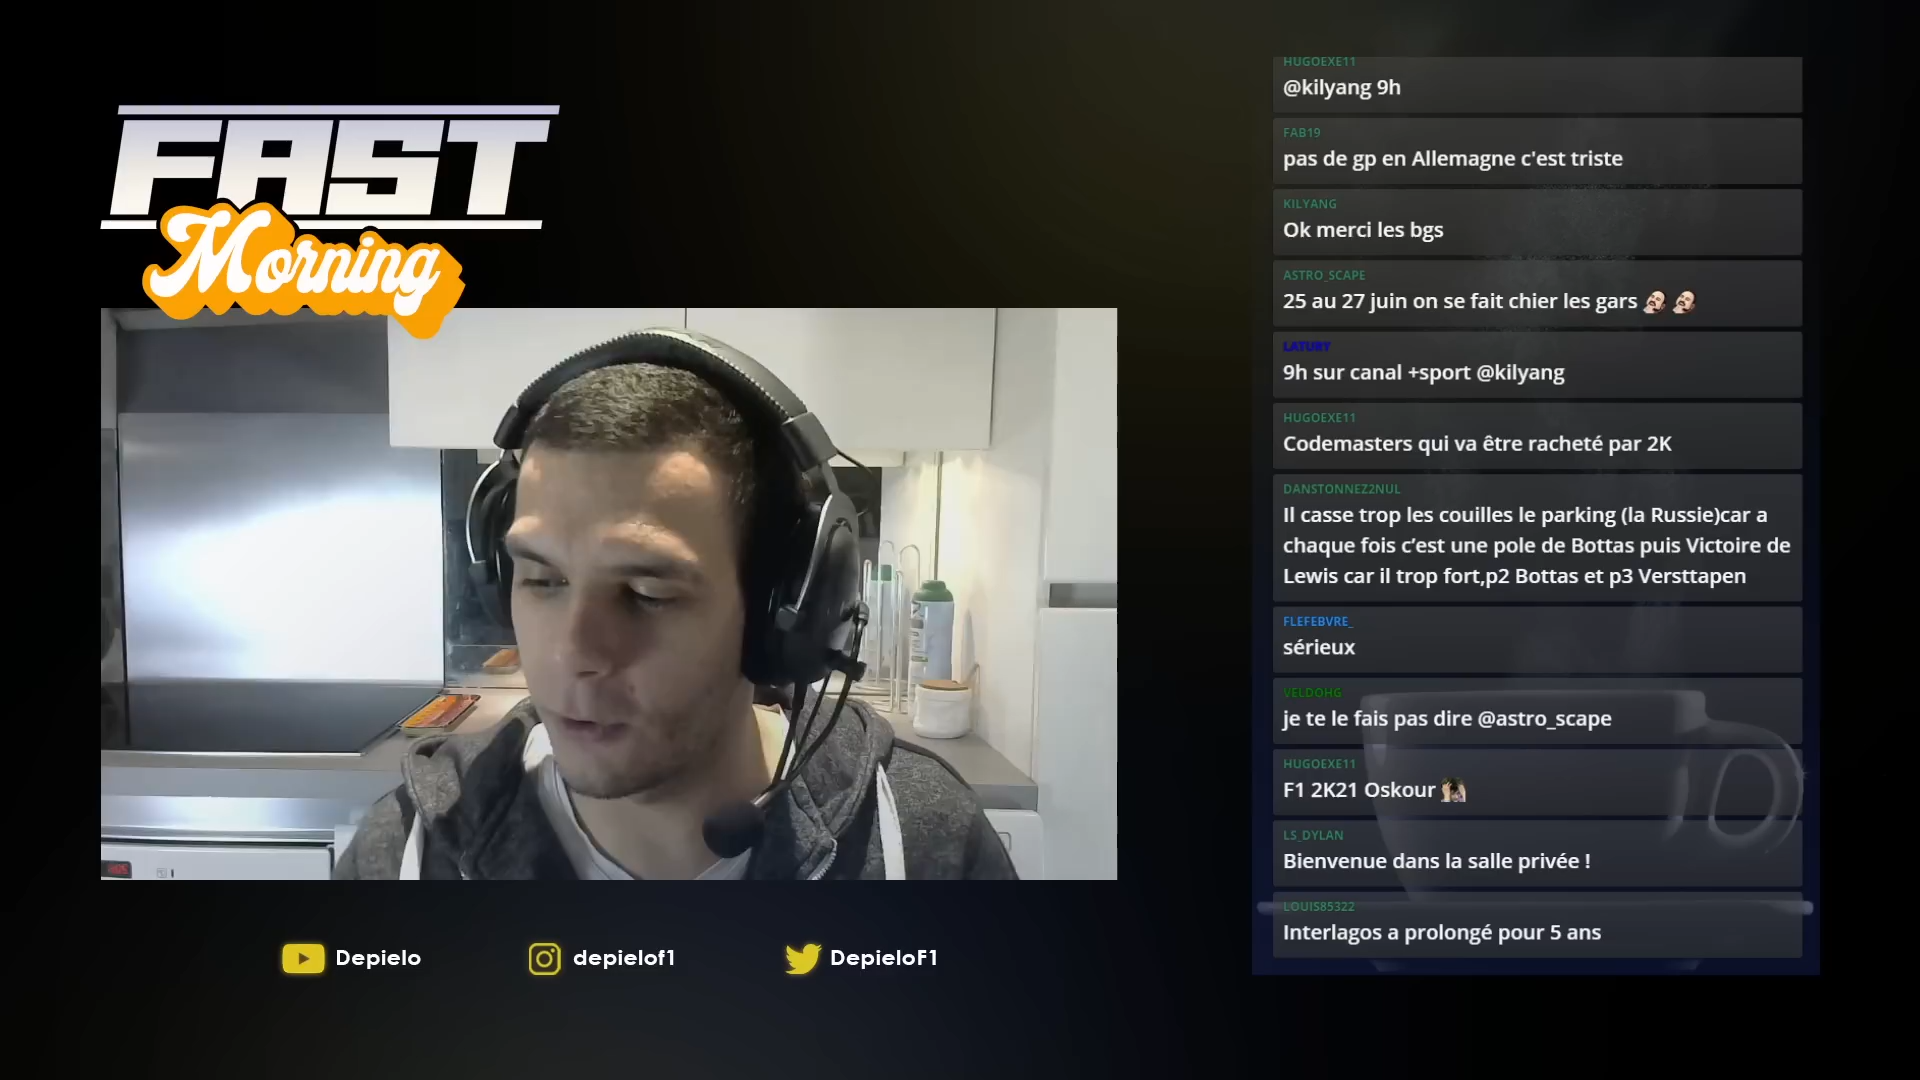 FAST
Morning
HUGOEXE11
@kilyang 9h
FAB19
pas de gp en Allemagne c'est triste
KILYANG
Ok merci les bgs
ASTRO_SCAPE
25 au 27 juin on se fait chier les gars
LATURY
9h sur canal +sport @kilyang
HUGOEXE11
Codemasters qui va être racheté par 2K
DANSTONNEZ2NUL
Il casse trop les couilles le parking (la Russie)car a
chaque fois c’est une pole de Bottas puis Victoire de
Lewis car il trop fort,p2 Bottas et p3 Versttapen
FLEFEBVRE_
sérieux
VELDOHG
je te le fais pas dire @astro_scape
HUGOEXE11
F1 2K21 Oskour
LS_DYLAN
Bienvenue dans la salle privée !
LOUIS85322
Interlagos a prolongé pour 5 ans
Depielo
depielof1
DepieloF1